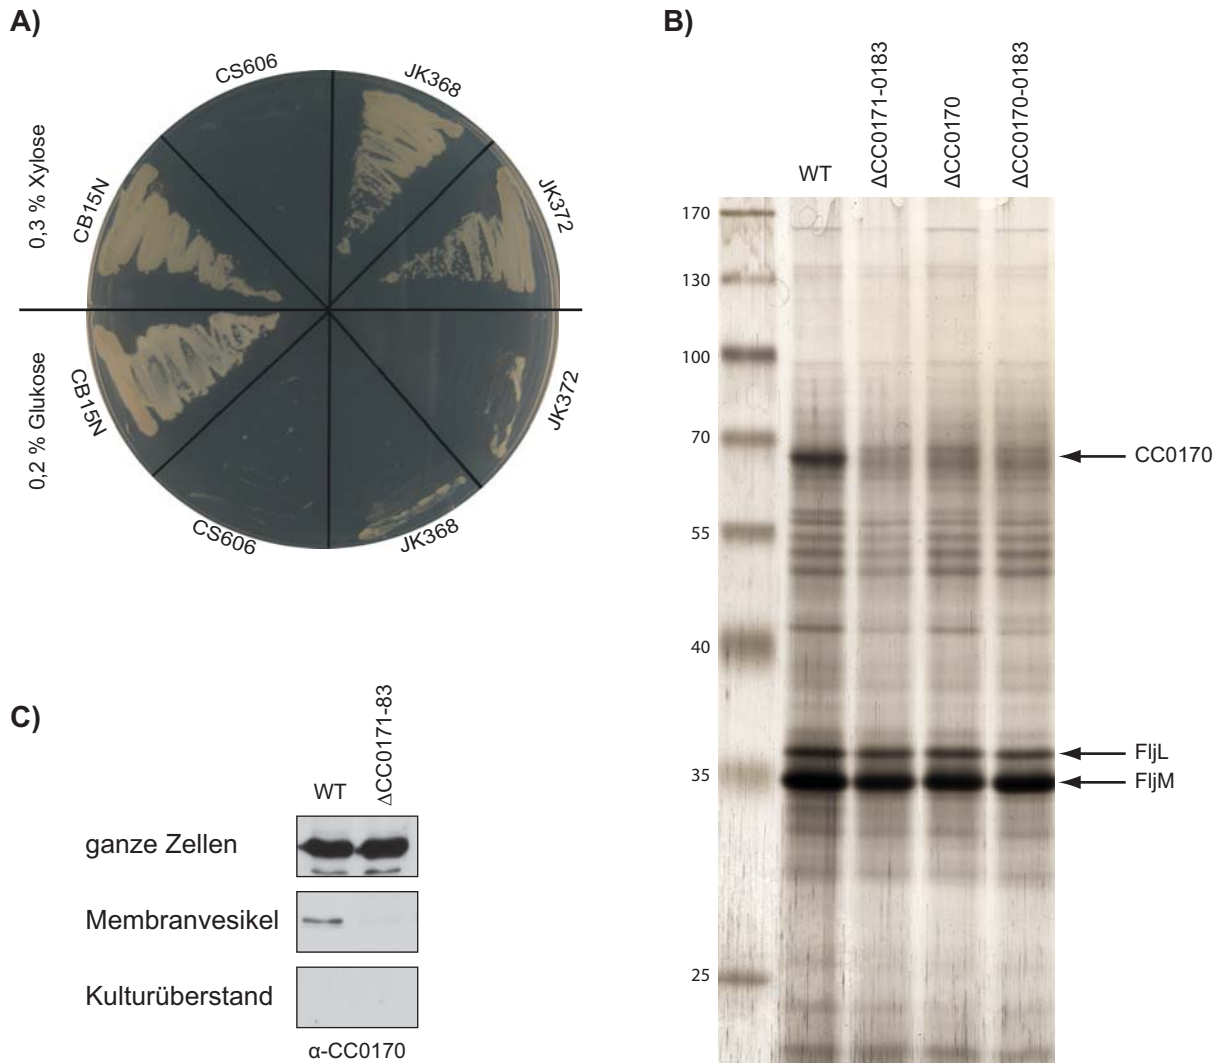 A)
CS606
JK368
JK372
CB15N
0,3 % Xylose
0,2 % Glukose
CB15N
CS606
JK368
JK372
B)
WT
ΔCC0171-0183
ΔCC0170
ΔCC0170-0183
170
130
100
70
55
40
35
25
CC0170
FljL
FljM
C)
WT
ΔCC0171-83
ganze Zellen
Membranvesikel
Kulturüberstand
α-CC0170